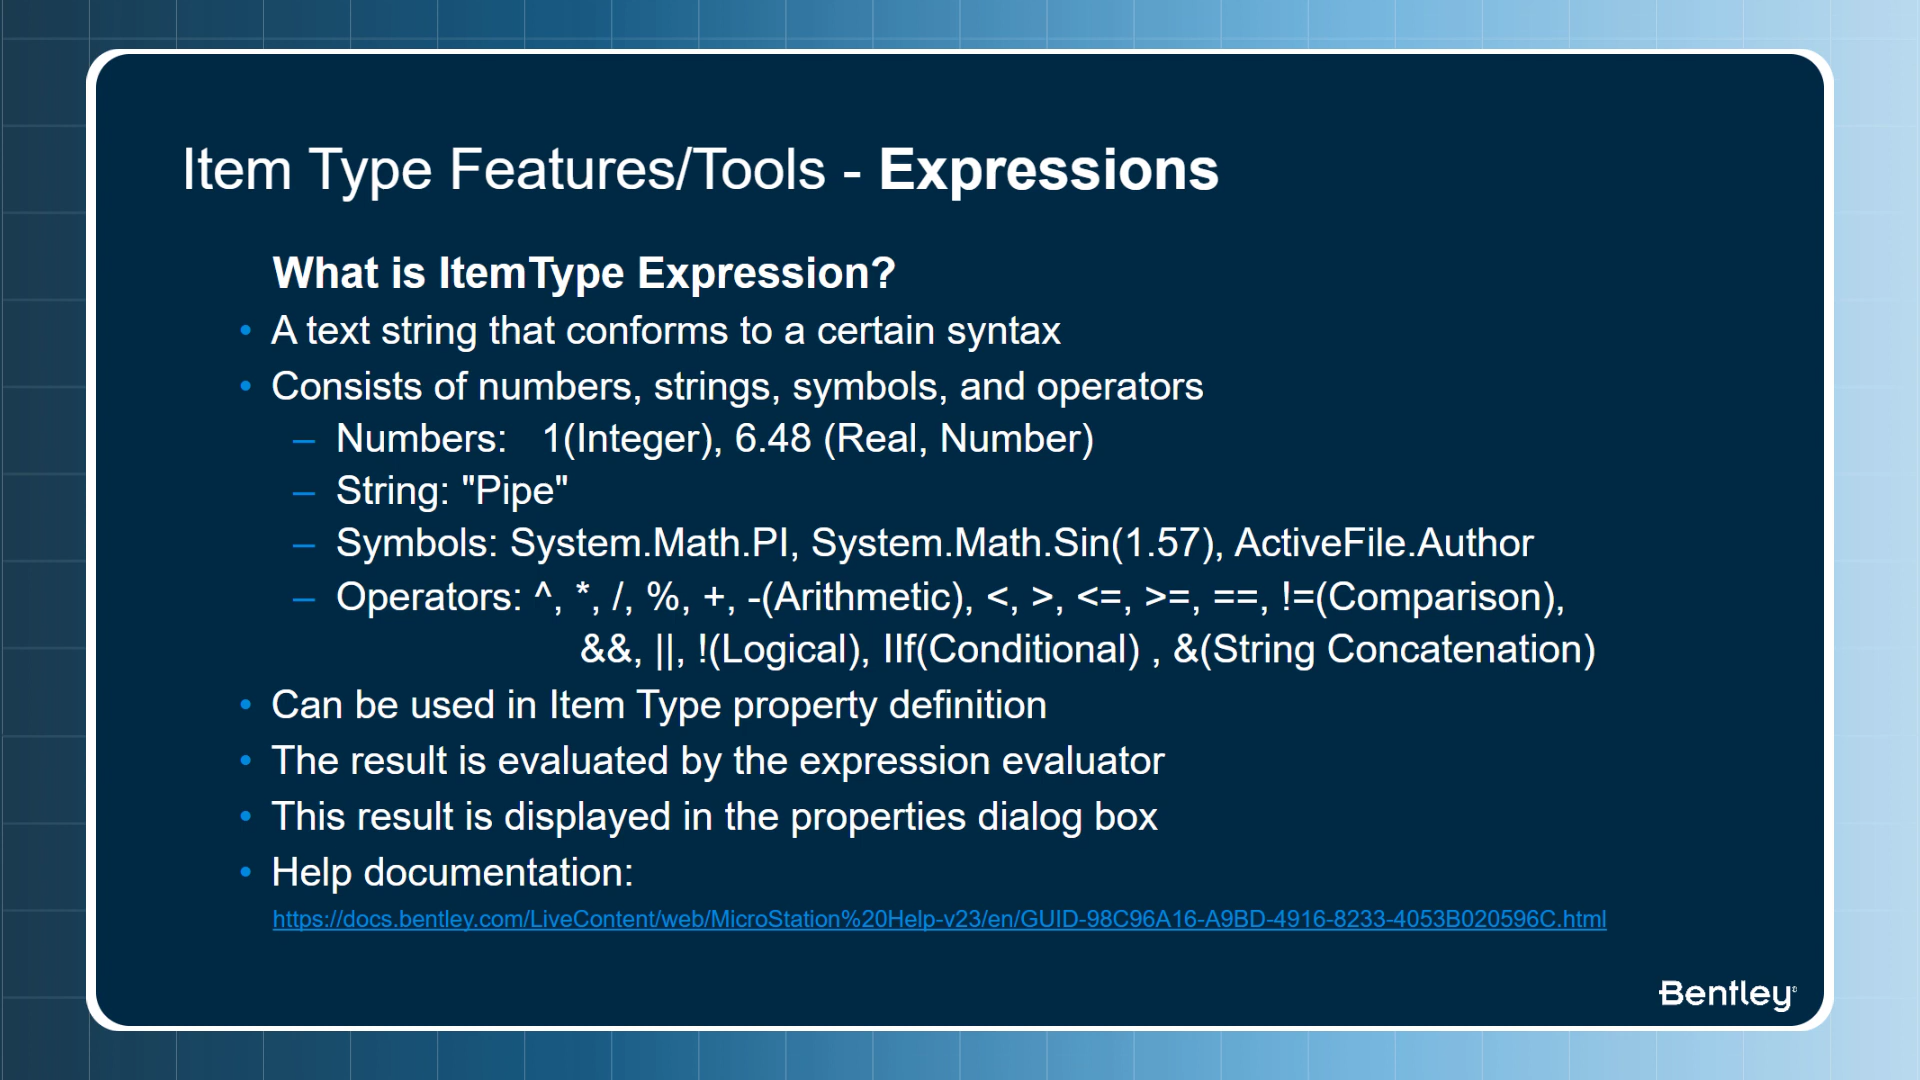 Item Type Features/Tools - Expressions
What is ItemType Expression?
• A text string that conforms to a certain syntax
• Consists of numbers, strings, symbols, and operators
– Numbers: 1(Integer), 6.48 (Real, Number)
– String: "Pipe"
– Symbols: System.Math.PI, System.Math.Sin(1.57), ActiveFile.Author
– Operators: ^, *, /, %, +, -(Arithmetic), <, >, <=, >=, ==, !=(Comparison),
&&, ||, !(Logical), IIf(Conditional) , &(String Concatenation)
• Can be used in Item Type property definition
• The result is evaluated by the expression evaluator
• This result is displayed in the properties dialog box
• Help documentation:
https://docs.bentley.com/LiveContent/web/MicroStation%20Help-v23/en/GUID-98C96A16-A9BD-4916-8233-4053B020596C.html
Bentley®